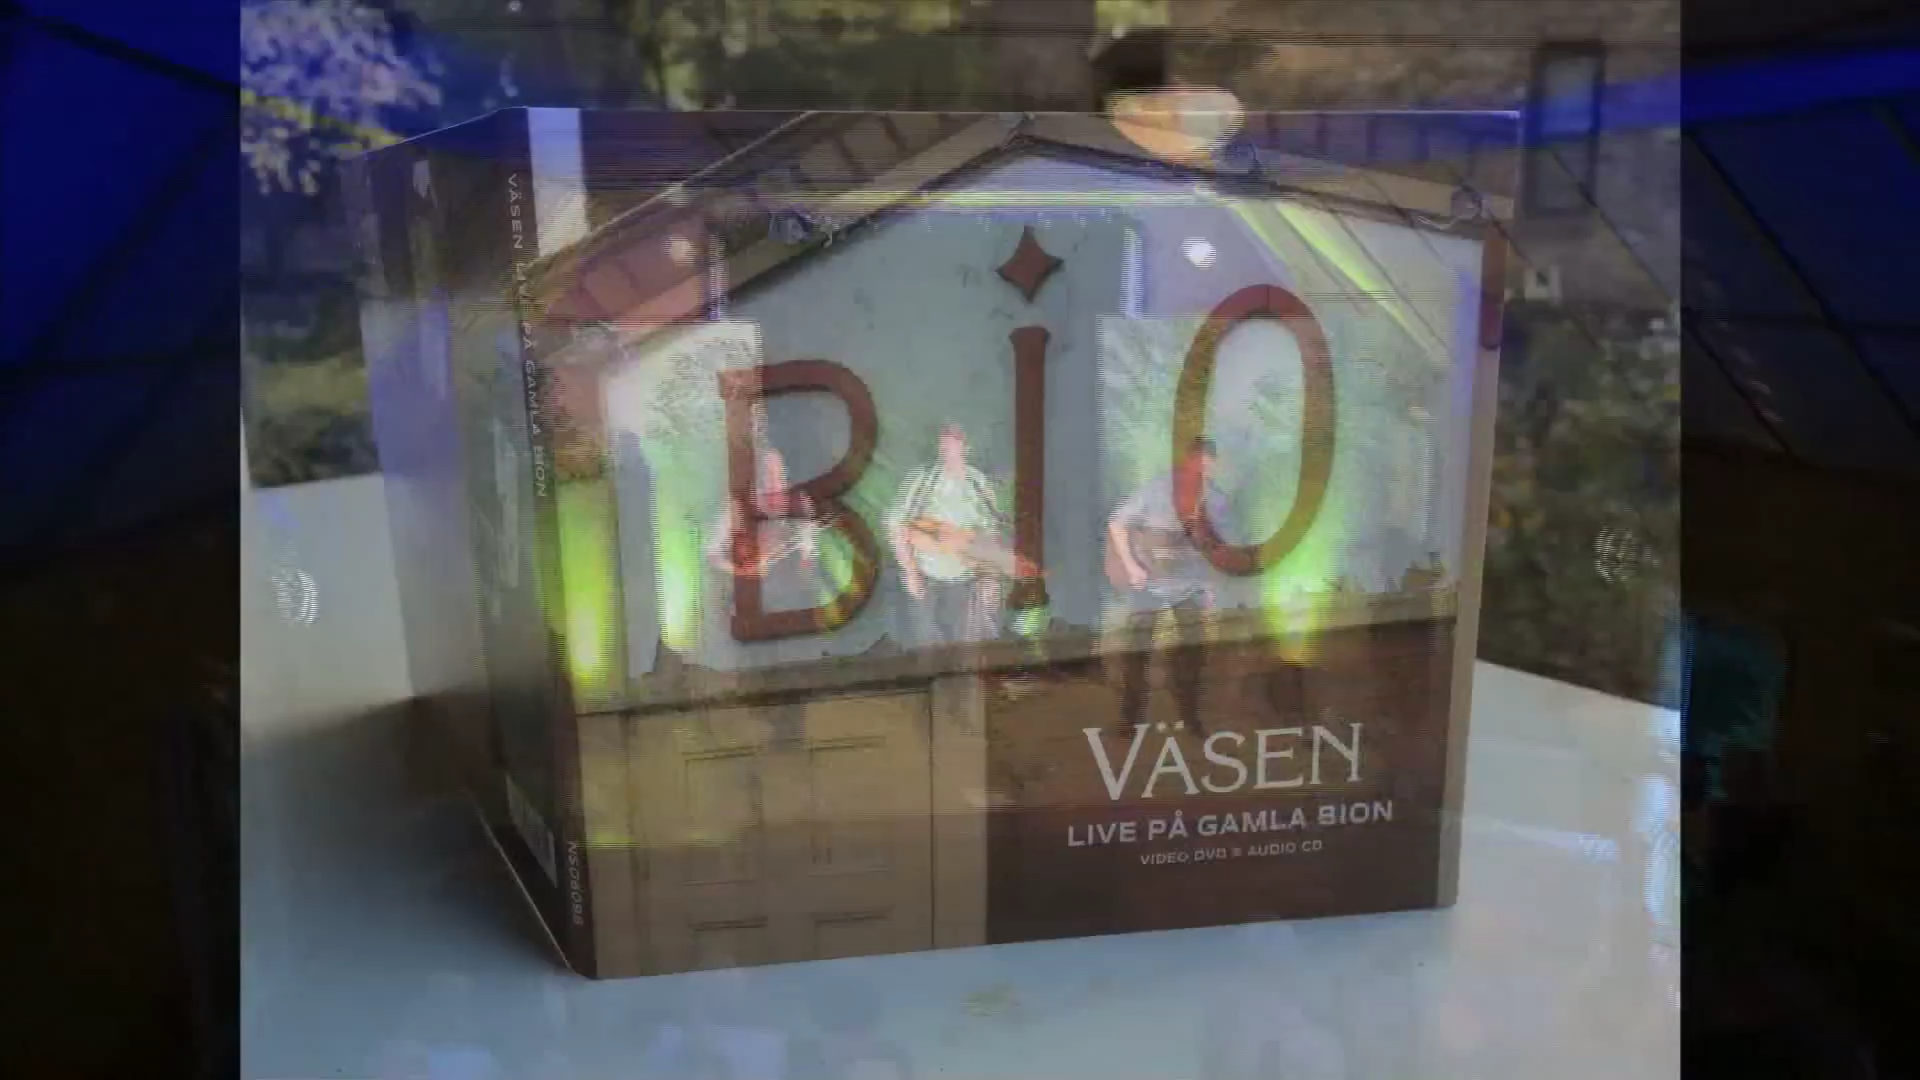 VÄSEN LIVE PÅ GAMLA BION
BIO
VÄSEN
LIVE PÅ GAMLA BION
VIDEO DVD & AUDIO CD